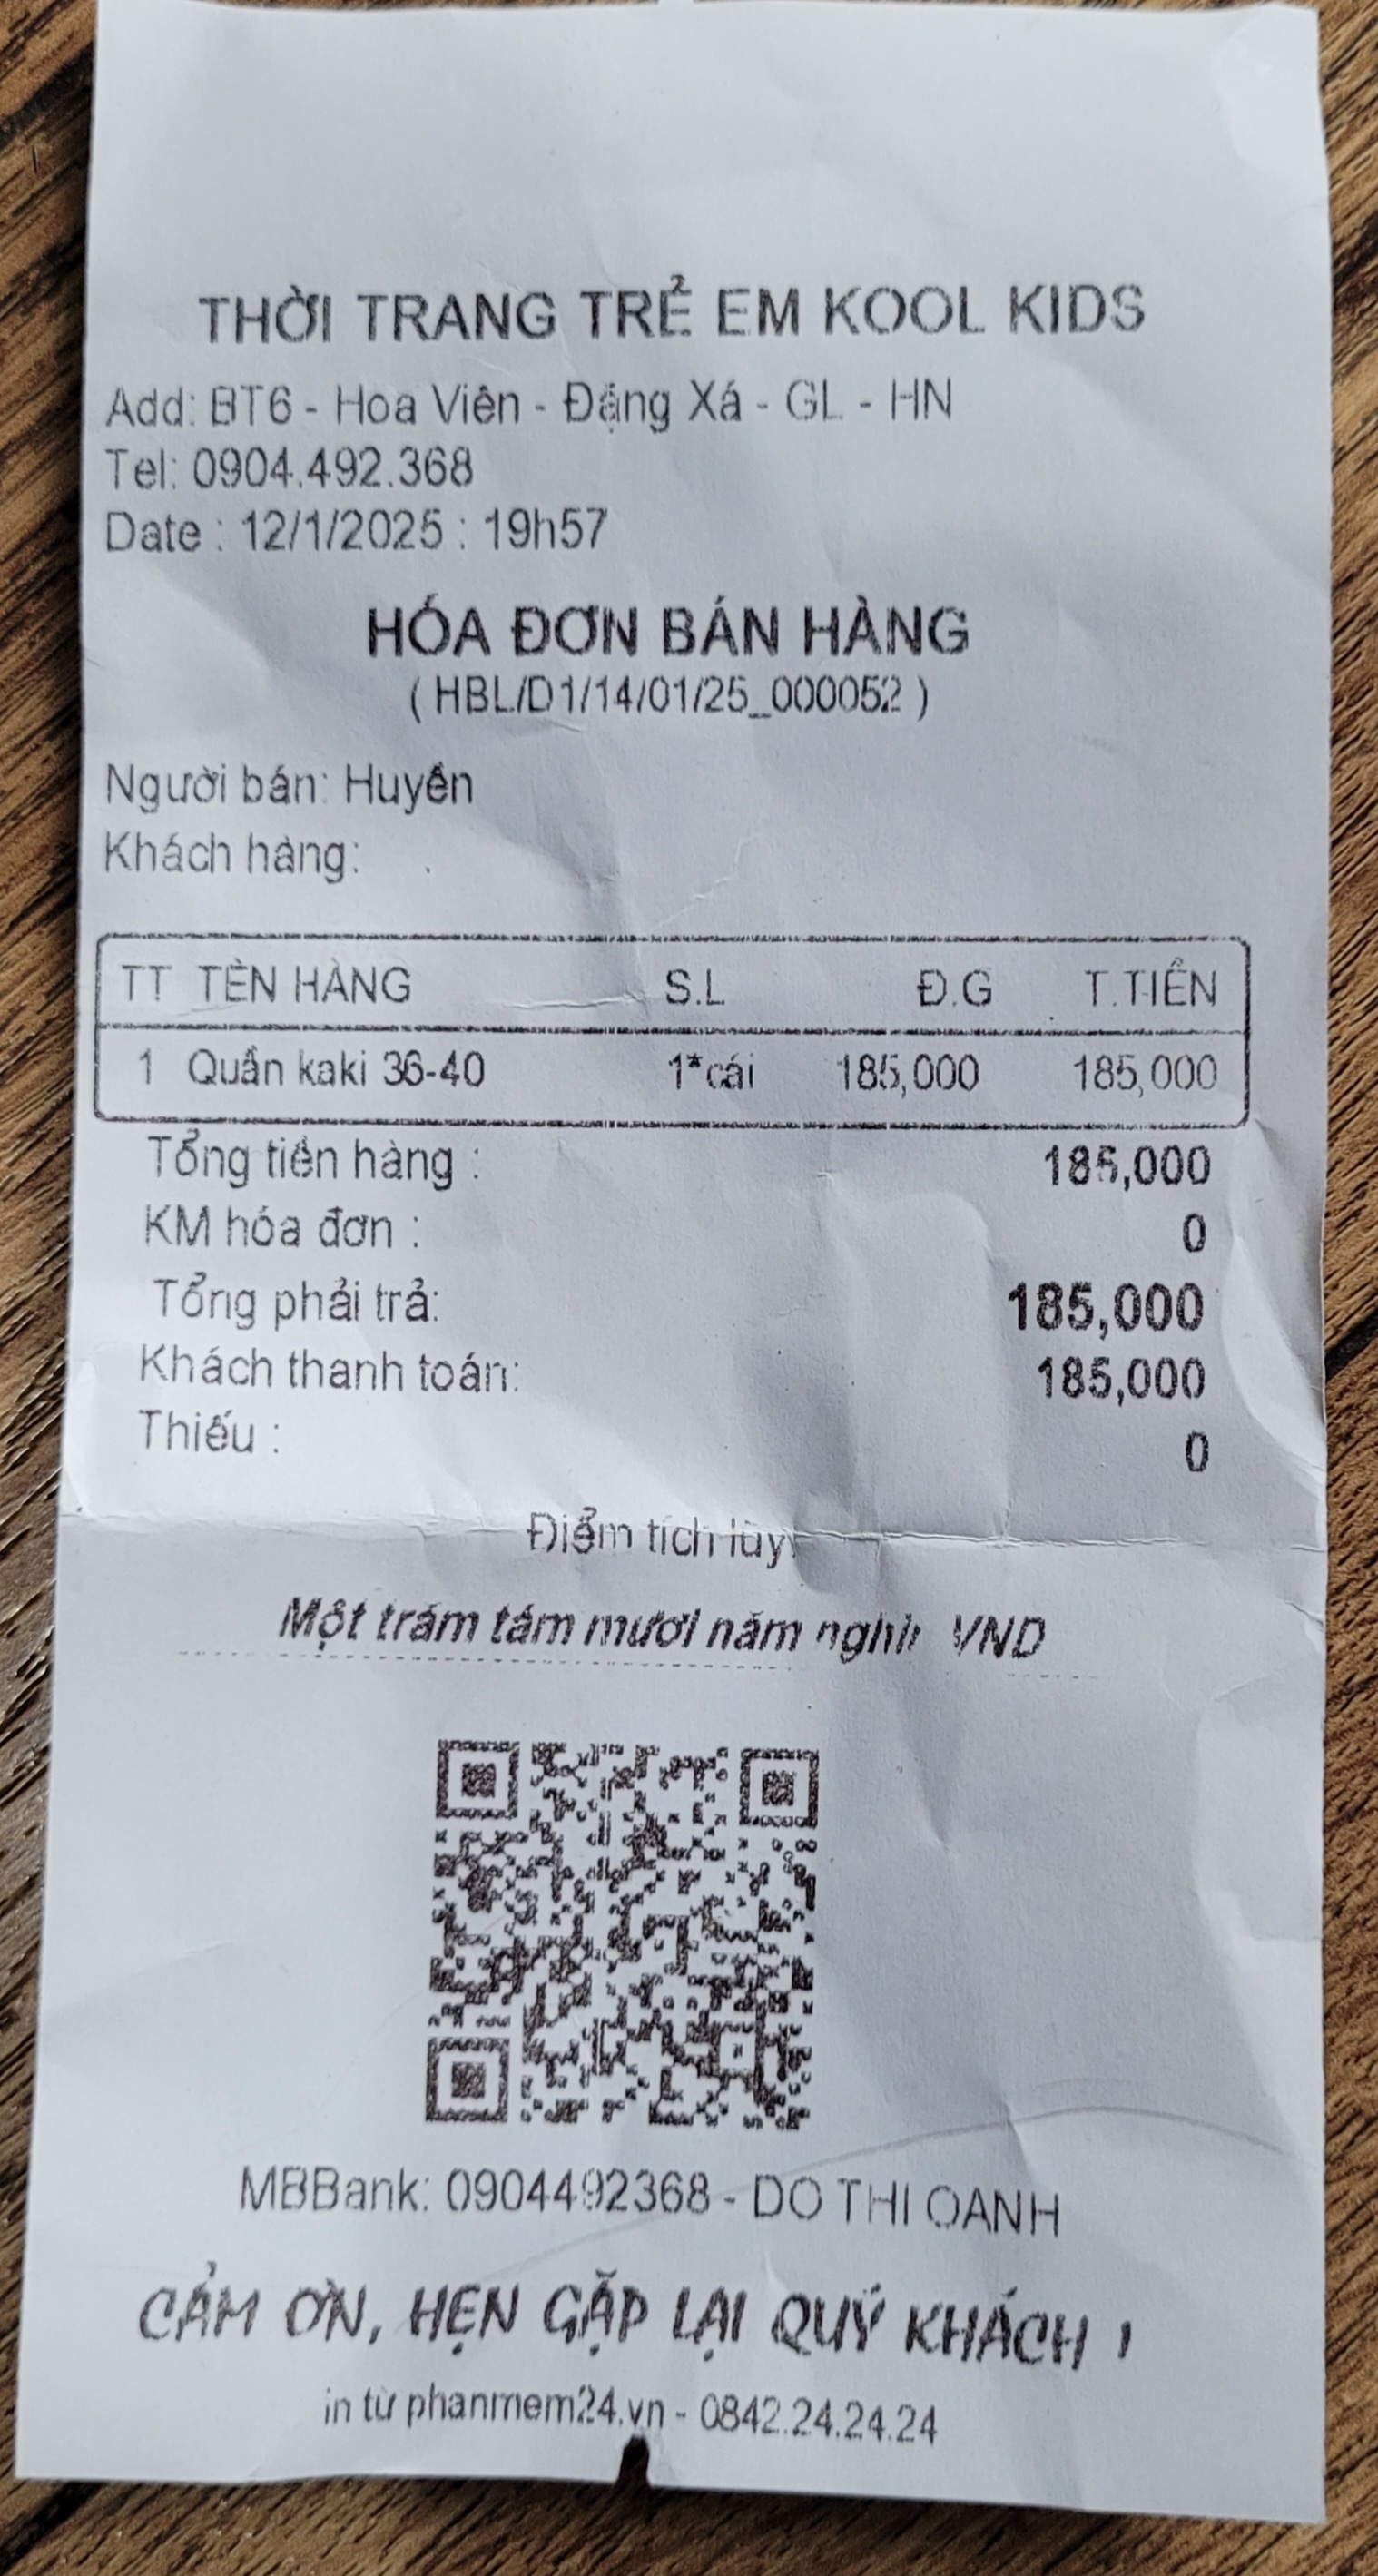 THỜI TRANG TRẺ EM KOOL KIDS
Add: BT6 - Hoa Viên - Đặng Xá - GL - HN
Tel: 0904.492.368
Date : 12/1/2025 : 19h57
HÓA ĐƠN BÁN HÀNG
( HBL/D1/14/01/25_000052 )
Người bán: Huyền
Khách hàng: .
TT TÊN HÀNG S.L Đ.G T.TIỀN
1 Quần kaki 36-40 1*cái 185,000 185,000
Tổng tiền hàng : 185,000
KM hóa đơn : 0
Tổng phải trả: 185,000
Khách thanh toán: 185,000
Thiếu : 0
Điểm tích lũy
Một trăm tám mươi năm nghìn VND
MBBank: 0904492368 - DO THI OANH
CẢM ƠN, HẸN GẶP LẠI QUÝ KHÁCH !
in từ phanmem24.vn - 0842.24.24.24